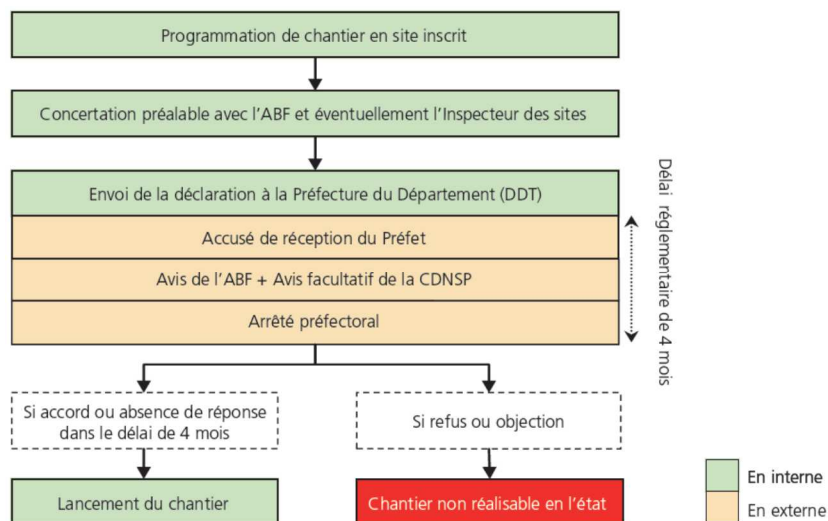 Programmation de chantier en site inscrit
Concertation préalable avec l'ABF et éventuellement l'Inspecteur des sites
Envoi de la déclaration à la Préfecture du Département (DDT)
Accusé de réception du Préfet
Avis de l'ABF + Avis facultatif de la CDNSP
Arrêté préfectoral
Délai réglementaire de 4 mois
Si accord ou absence de réponse
dans le délai de 4 mois
Si refus ou objection
Lancement du chantier
Chantier non réalisable en l'état
En interne
En externe